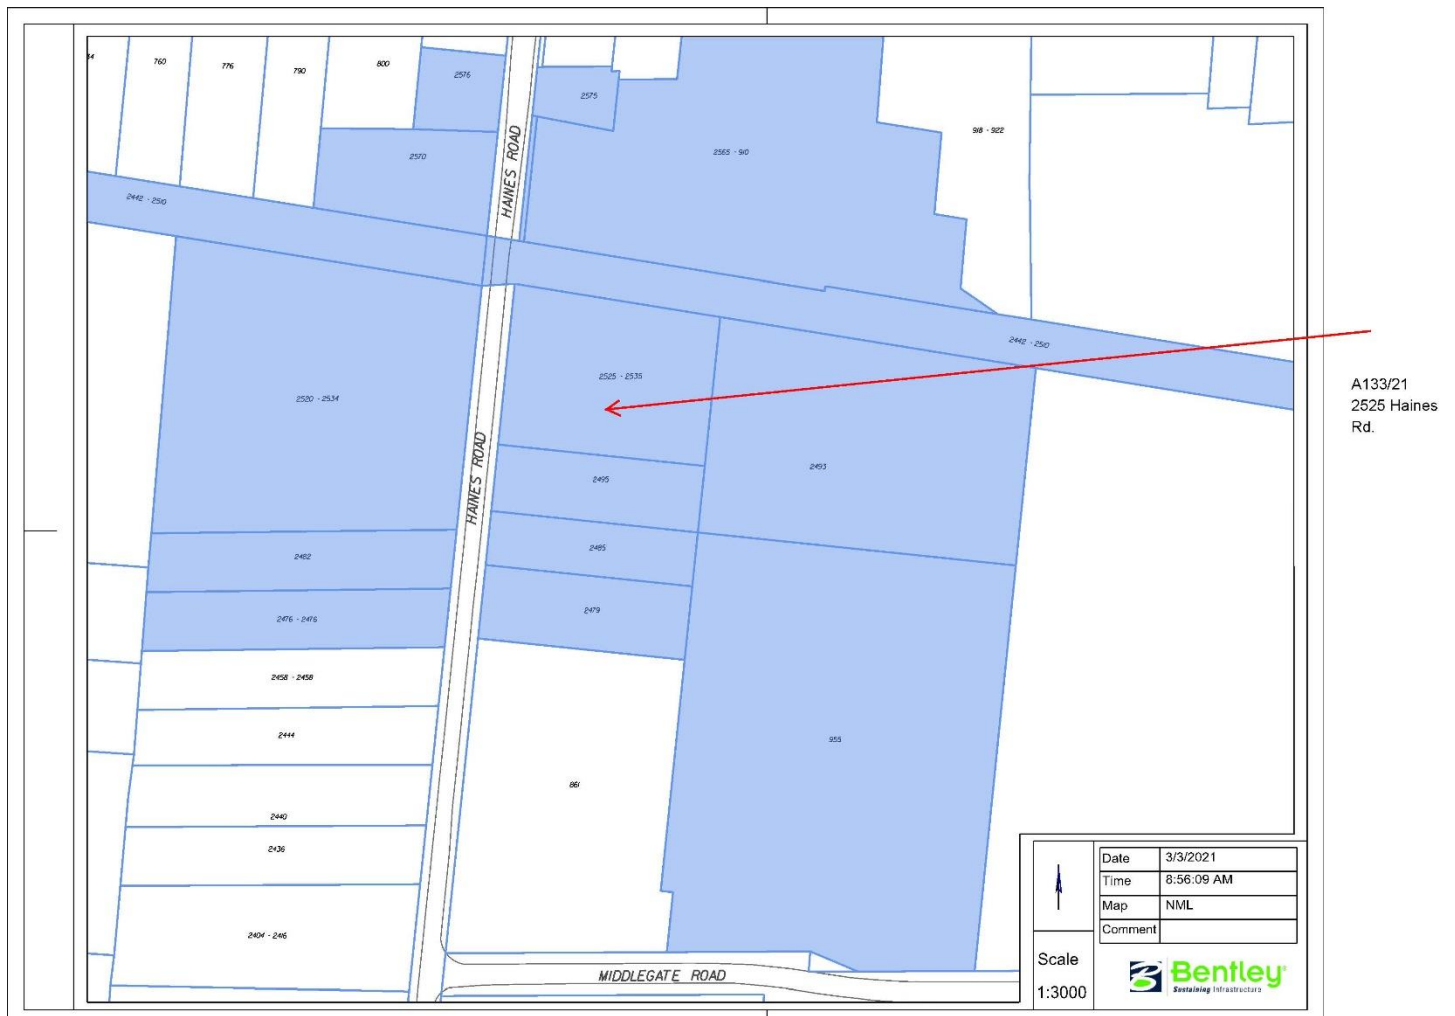 760
776
790
800
2576
2575
918 - 922
2570
2565 - 910
HAINES ROAD
2442 - 2510
2442 - 2510
2525 - 2535
A133/21
2525 Haines
Rd.
2520 - 2534
2493
2495
HAINES ROAD
2485
2482
2479
2476 - 2478
2458 - 2458
2444
955
861
2440
2436
2404 - 2416
MIDDLEGATE ROAD
Date 3/3/2021
Time 8:56:09 AM
Map NML
Comment
Scale
1:3000
Bentley
Sustaining Infrastructure